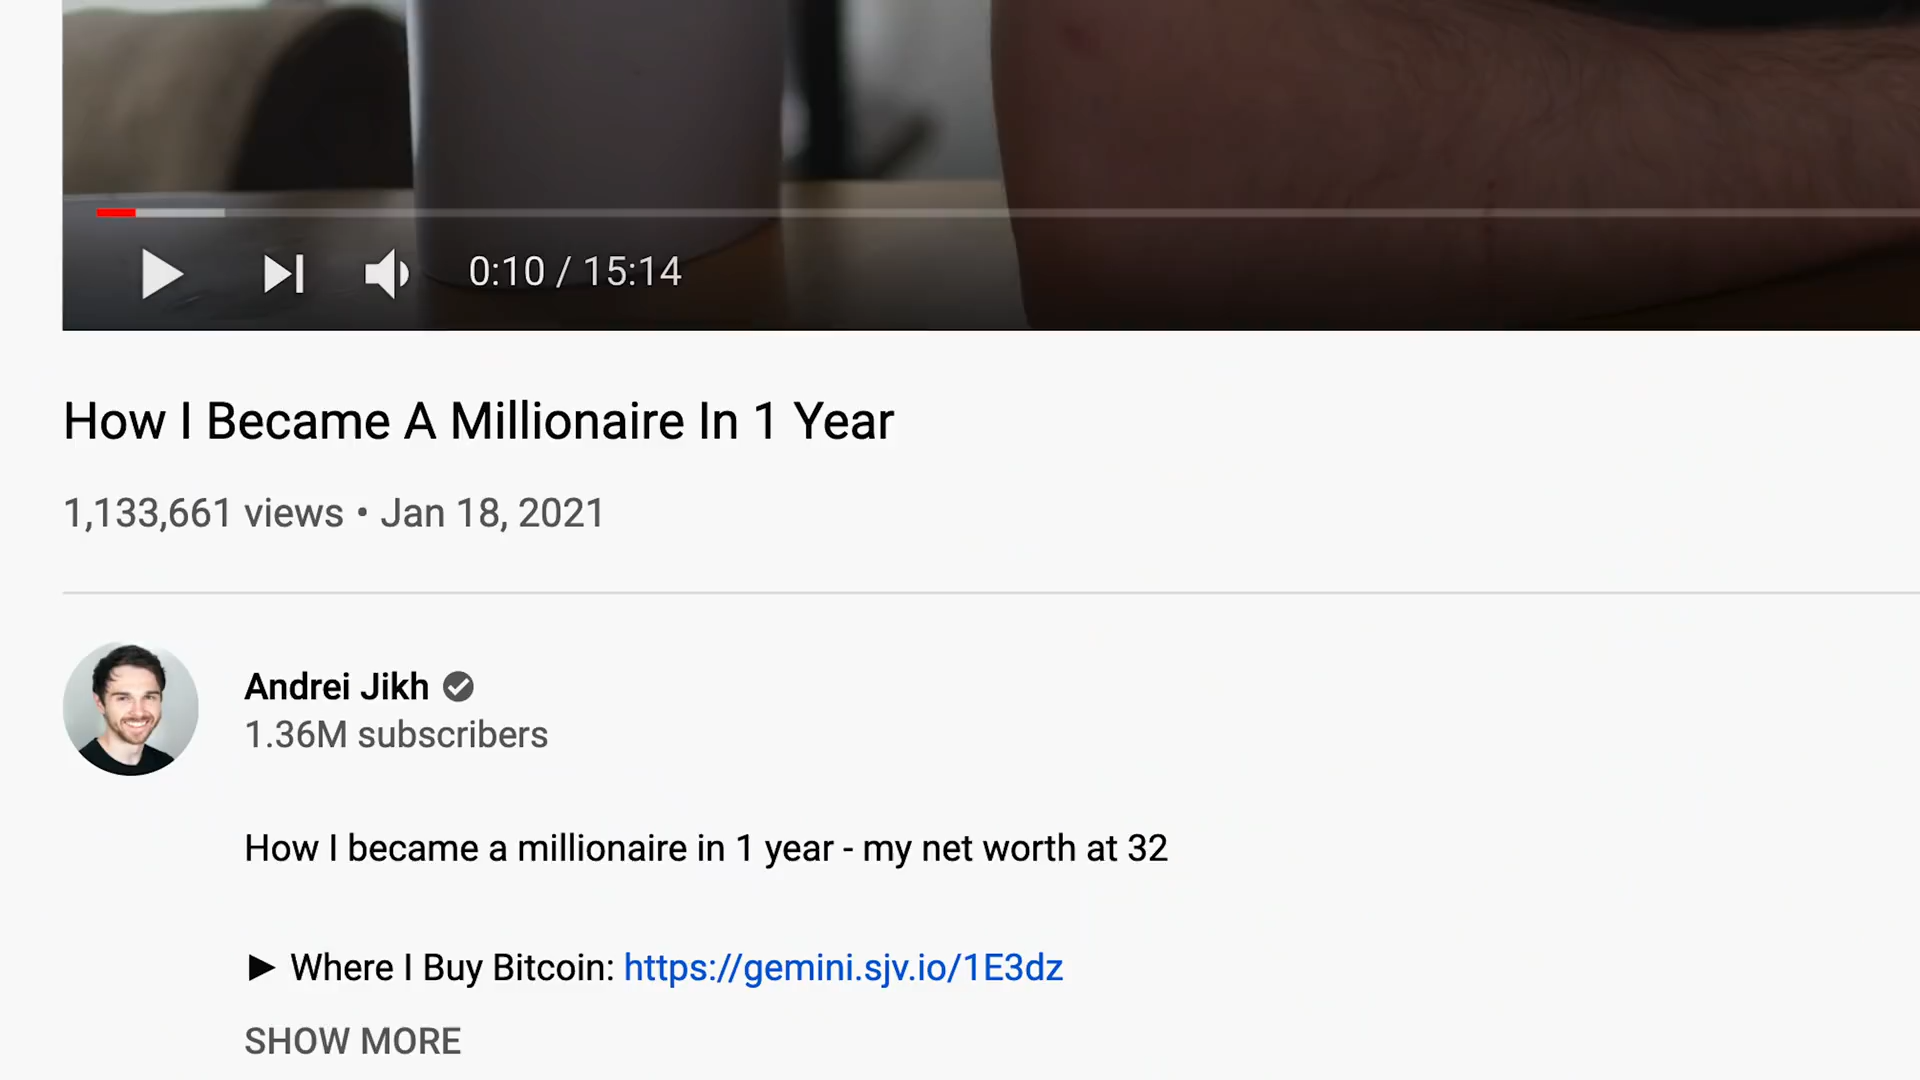 0:10 / 15:14
How I Became A Millionaire In 1 Year
1,133,661 views • Jan 18, 2021
Andrei Jikh
1.36M subscribers
How I became a millionaire in 1 year - my net worth at 32
► Where I Buy Bitcoin: https://gemini.sjv.io/1E3dz
SHOW MORE